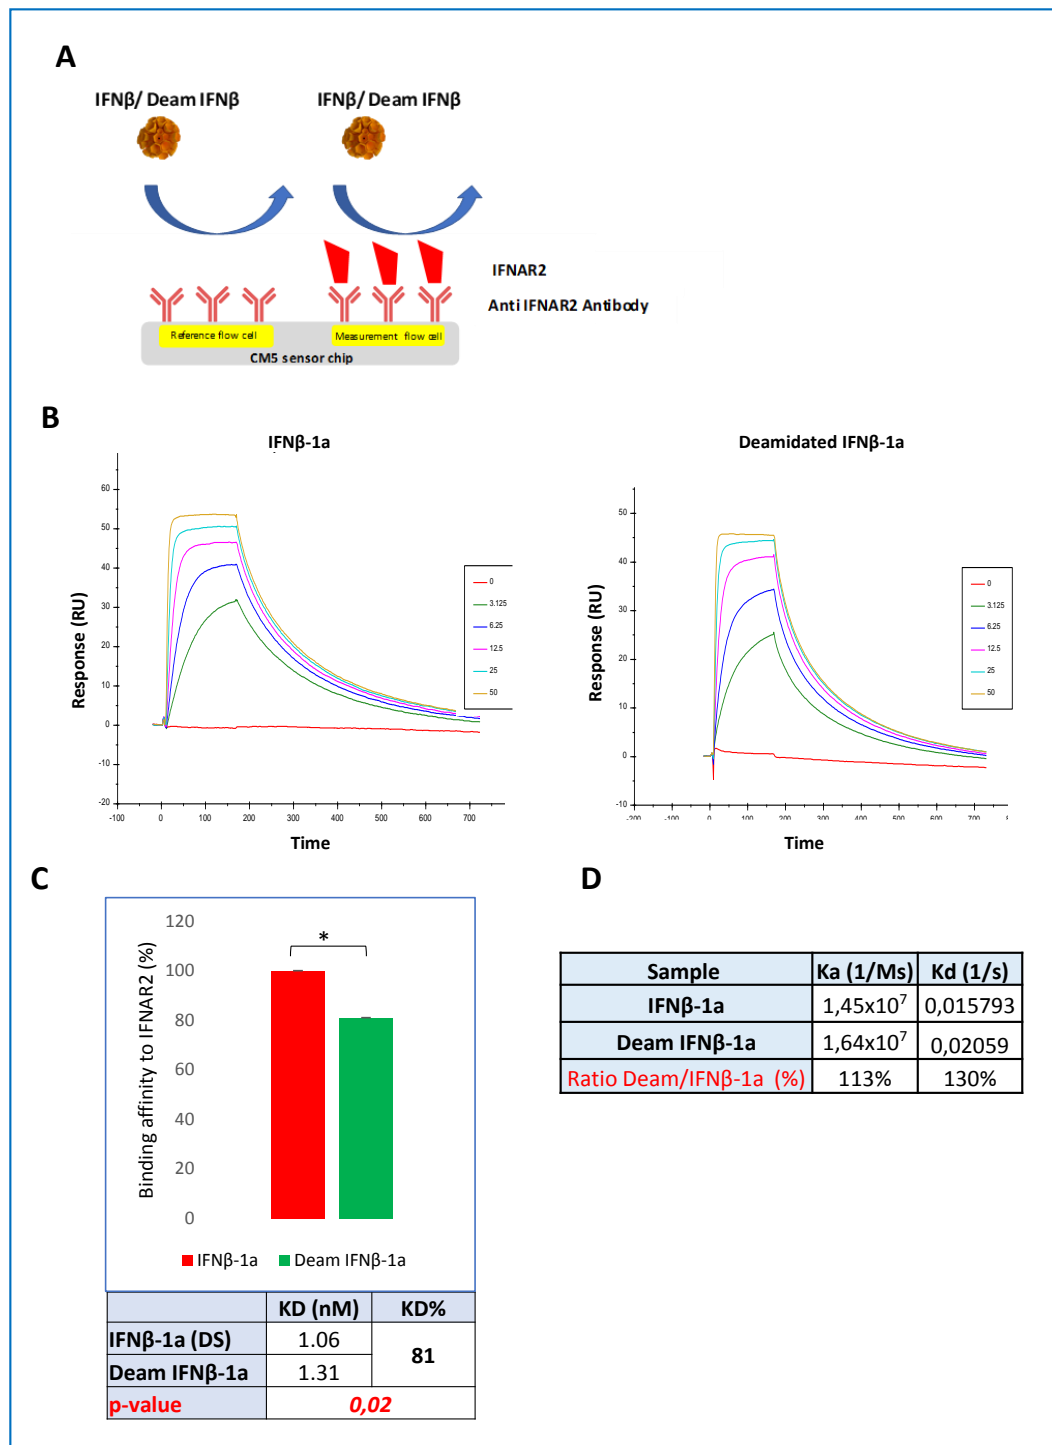 A
IFNβ/ Deam IFNβ
IFNβ/ Deam IFNβ
IFNAR2
Anti IFNAR2 Antibody
Reference flow cell
Measurement flow cell
CM5 sensor chip
B
IFNβ-1a
Response (RU)
60
50
40
30
20
10
0
-10
-20
-100 0 100 200 300 400 500 600 700
Time
0
3.125
6.25
12.5
25
50
Deamidated IFNβ-1a
Response (RU)
50
40
30
20
10
0
-10
-200 -100 0 100 200 300 400 500 600 700
Time
0
3.125
6.25
12.5
25
50
C
Binding affinity to IFNAR2 (%)
120
100
80
60
40
20
0
*
IFNβ-1a Deam IFNβ-1a
KD (nM) KD%
IFNβ-1a (DS) 1.06 81
Deam IFNβ-1a 1.31
p-value 0,02
D
Sample Ka (1/Ms) Kd (1/s)
IFNβ-1a 1,45x10⁷ 0,015793
Deam IFNβ-1a 1,64x10⁷ 0,02059
Ratio Deam/IFNβ-1a (%) 113% 130%